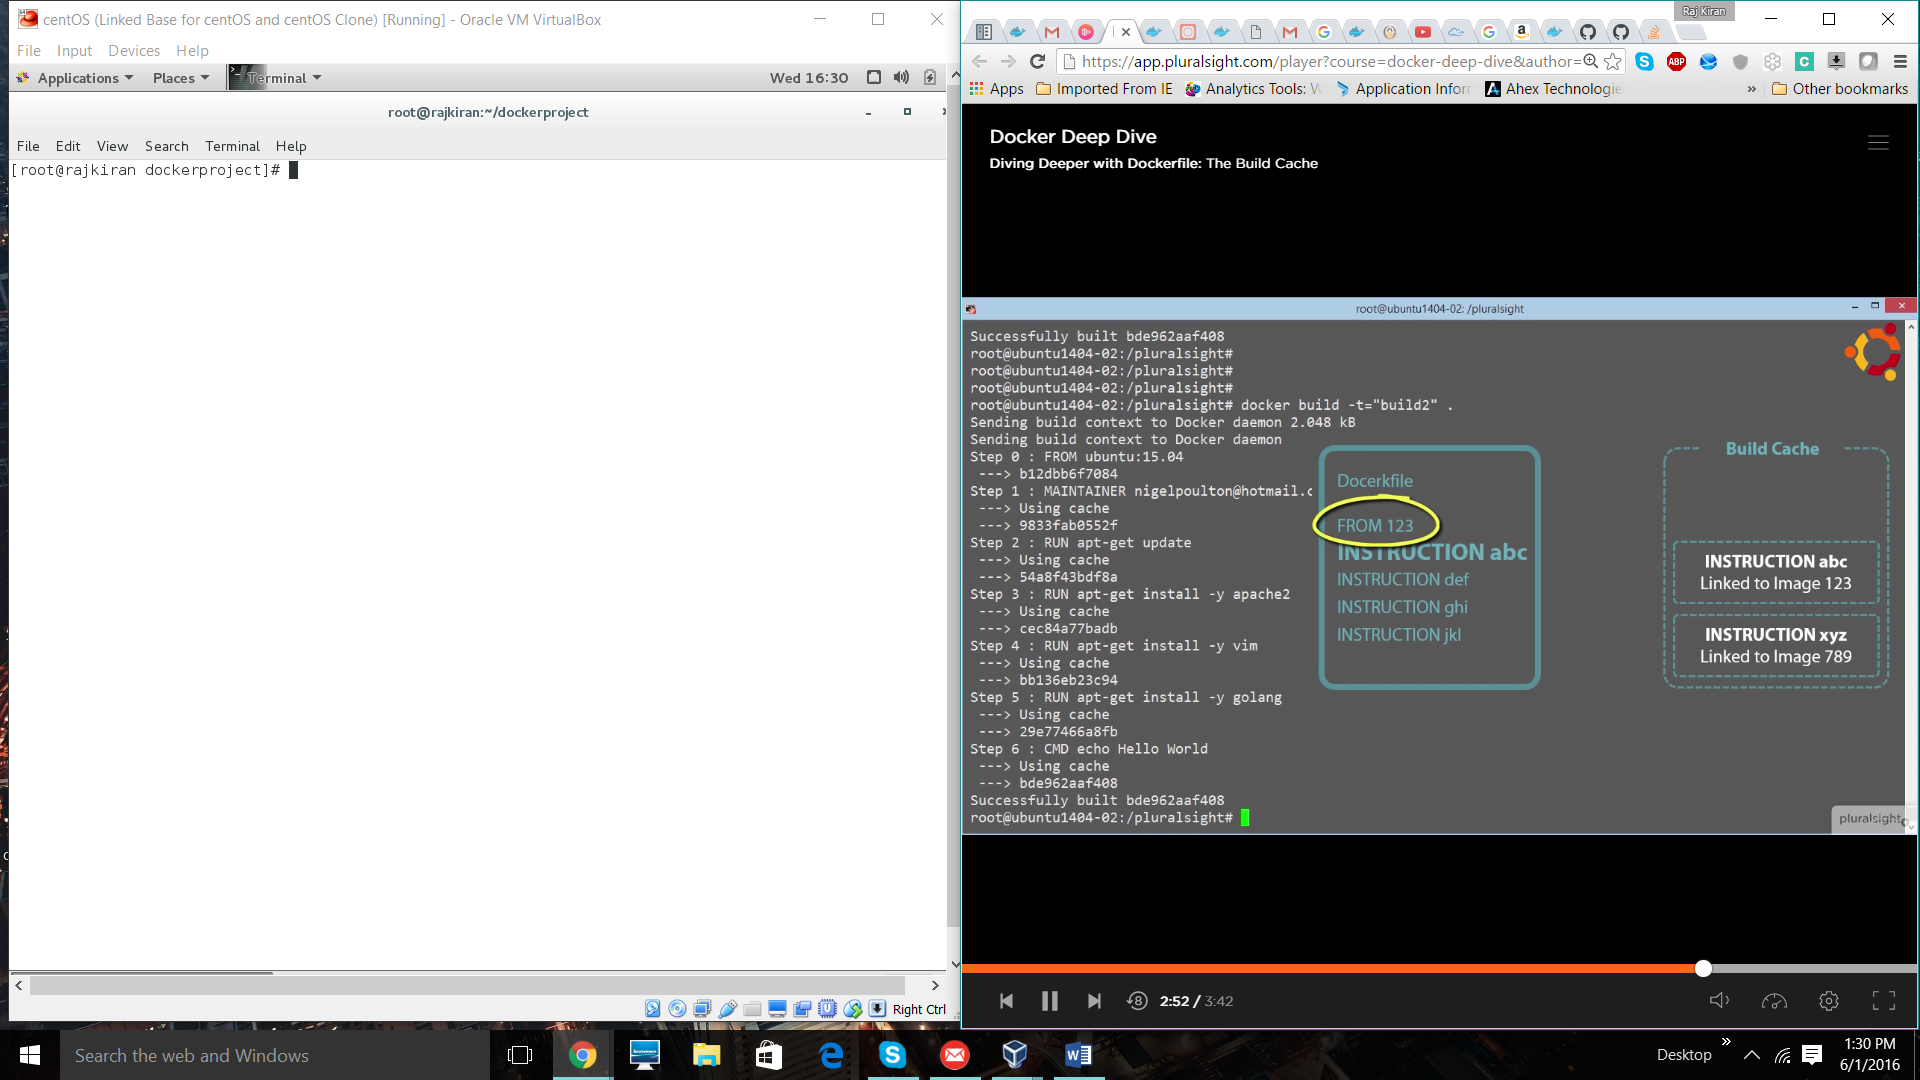 centOS (Linked Base for centOS and centOS Clone) [Running] - Oracle VM VirtualBox
File Input Devices Help
Applications Places Terminal Wed 16:30
root@rajkiran:~/dockerproject
File Edit View Search Terminal Help
[root@rajkiran dockerproject]#
Right Ctrl
Raj Kiran
https://app.pluralsight.com/player?course=docker-deep-dive&author=
Apps Imported From IE Analytics Tools: Application Infor Ahex Technologie » Other bookmarks
Docker Deep Dive
Diving Deeper with Dockerfile: The Build Cache
root@ubuntu1404-02: /pluralsight
Successfully built bde962aaf408
root@ubuntu1404-02:/pluralsight#
root@ubuntu1404-02:/pluralsight#
root@ubuntu1404-02:/pluralsight#
root@ubuntu1404-02:/pluralsight# docker build -t="build2" .
Sending build context to Docker daemon 2.048 kB
Sending build context to Docker daemon
Step 0 : FROM ubuntu:15.04
---> b12dbb6f7084
Step 1 : MAINTAINER nigelpoulton@hotmail.c
---> Using cache
---> 9833fab0552f
Step 2 : RUN apt-get update
---> Using cache
---> 54a8f43bdf8a
Step 3 : RUN apt-get install -y apache2
---> Using cache
---> cec84a77badb
Step 4 : RUN apt-get install -y vim
---> Using cache
---> bb136eb23c94
Step 5 : RUN apt-get install -y golang
---> Using cache
---> 29e77466a8fb
Step 6 : CMD echo Hello World
---> Using cache
---> bde962aaf408
Successfully built bde962aaf408
root@ubuntu1404-02:/pluralsight#
Docerkfile
FROM 123
INSTRUCTION abc
INSTRUCTION def
INSTRUCTION ghi
INSTRUCTION jkl
Build Cache
INSTRUCTION abc
Linked to Image 123
INSTRUCTION xyz
Linked to Image 789
pluralsight
8 2:52 / 3:42
Search the web and Windows
Desktop »
1:30 PM
6/1/2016